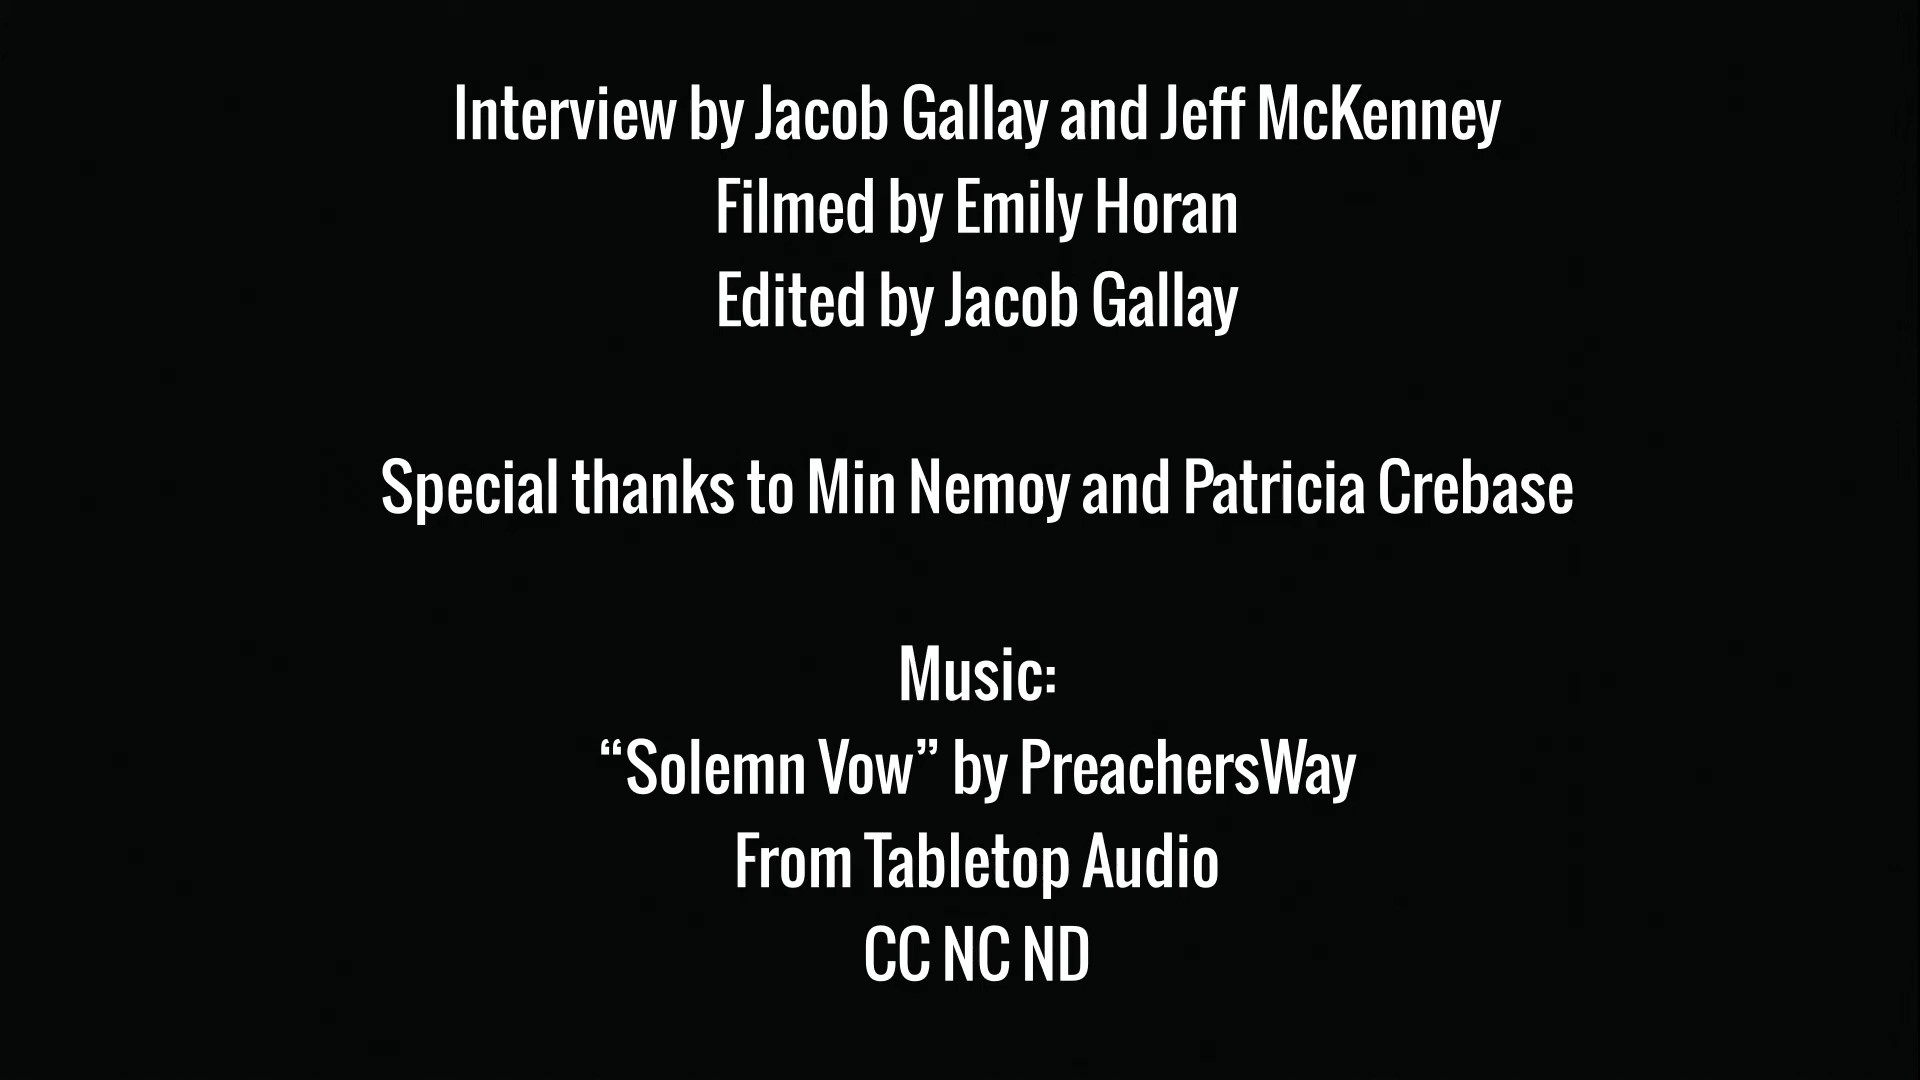 Interview by Jacob Gallay and Jeff McKenney
Filmed by Emily Horan
Edited by Jacob Gallay
Special thanks to Min Nemoy and Patricia Crebase
Music:
“Solemn Vow” by PreachersWay
From Tabletop Audio
CC NC ND